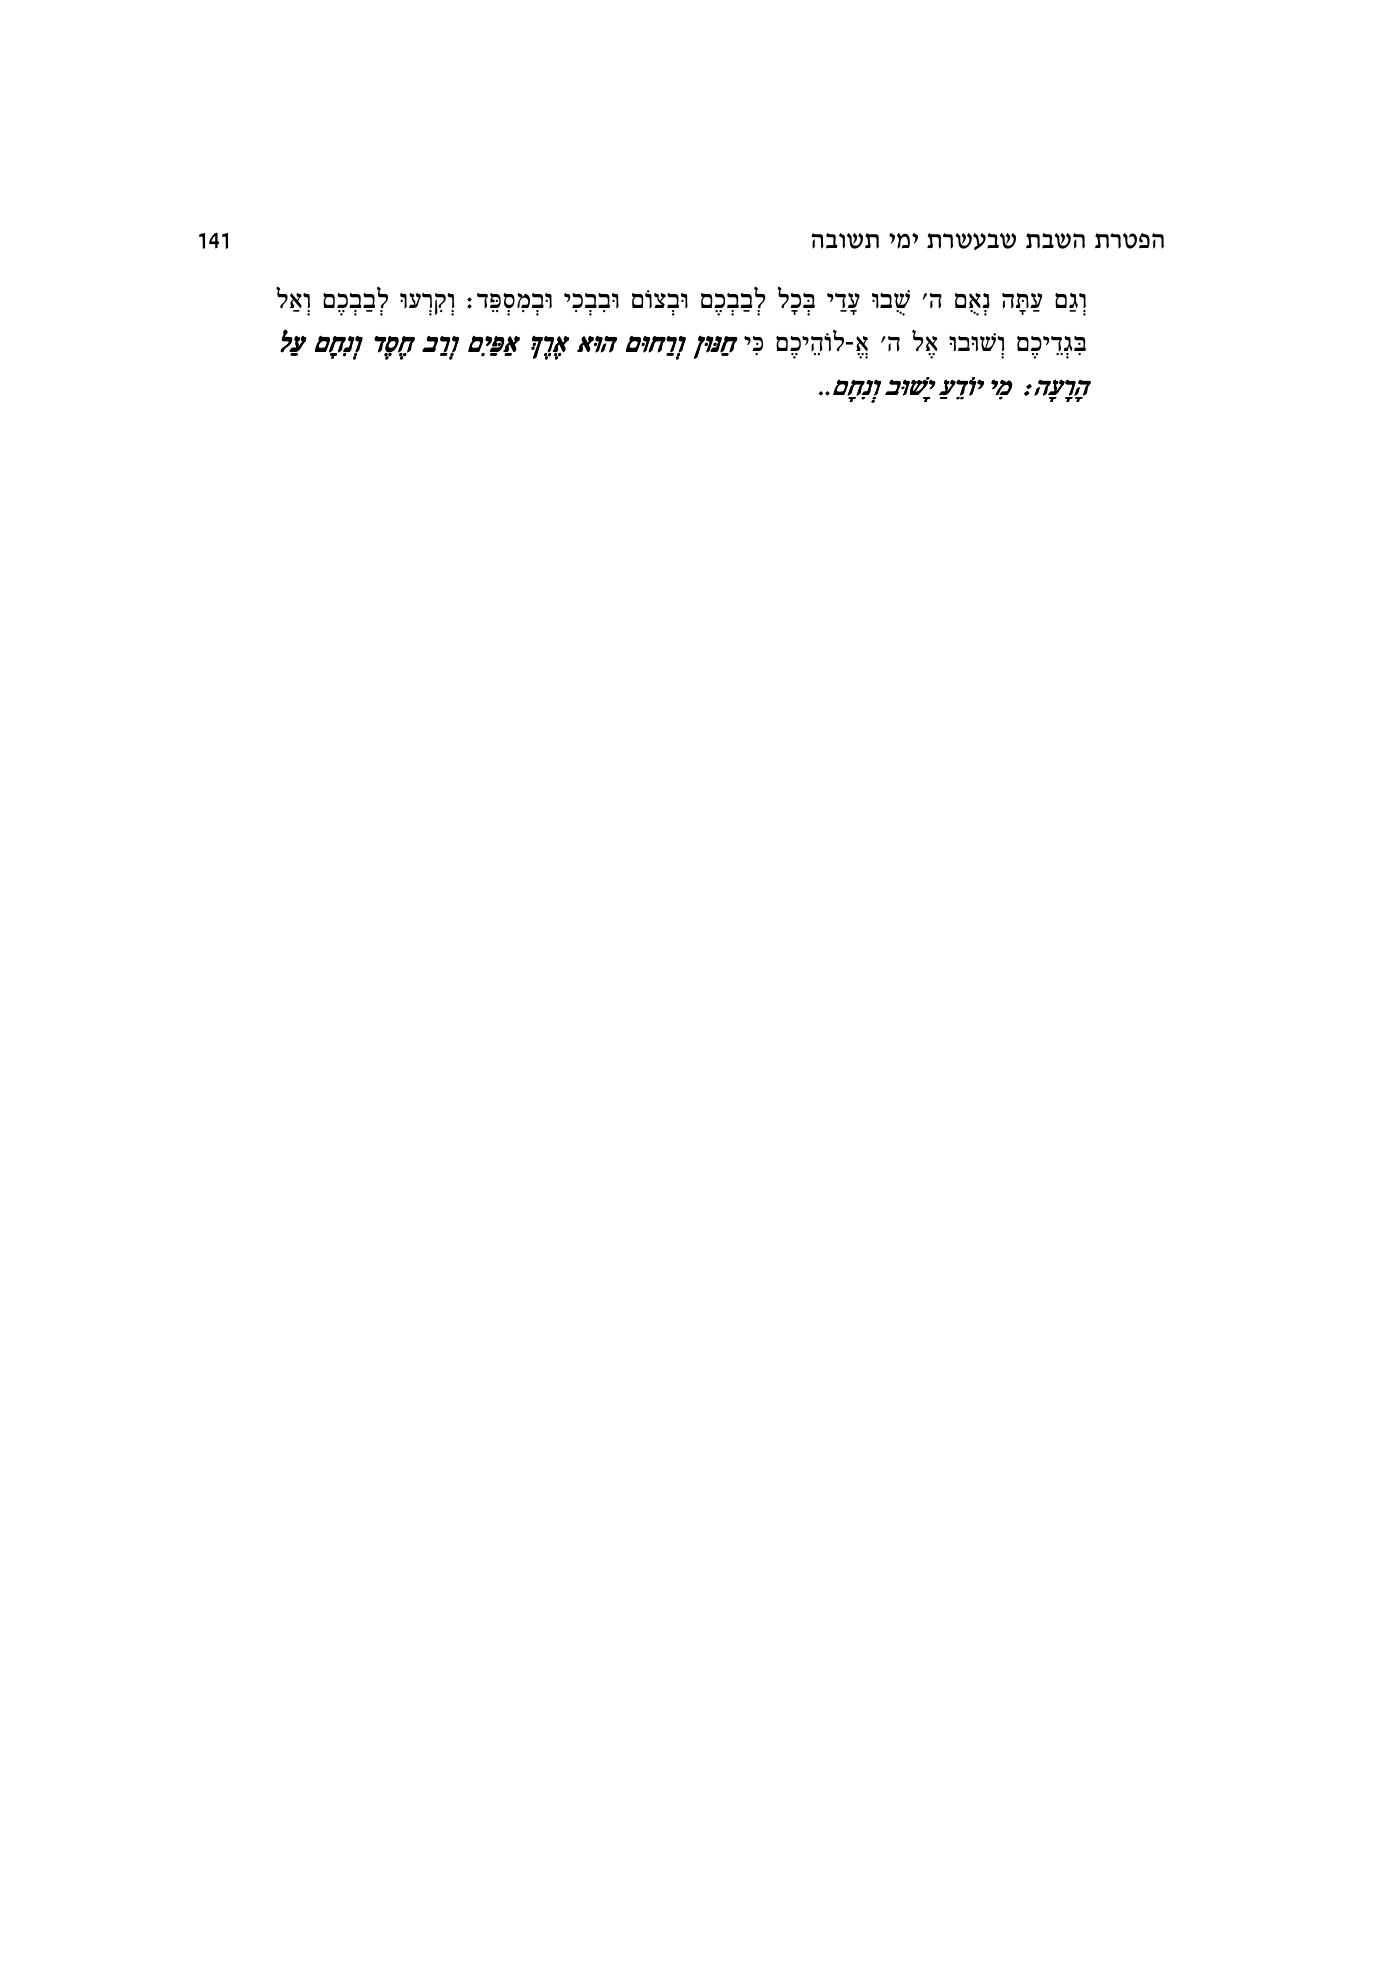 הפטרת השבת שבעשרת ימי תשובה 141
וְגַם עַתָּה נְאֻם ה׳ שֻׁבוּ עָדַי בְּכָל לְבַבְכֶם וּבְצוֹם וּבִבְכִי וּבְמִסְפֵּד: וְקִרְעוּ לְבַבְכֶם וְאַל
בִּגְדֵיכֶם וְשׁוּבוּ אֶל ה׳ אֱ-לוֹהֵיכֶם כִּי חַנּוּן וְרַחוּם הוּא אֶרֶךְ אַפַּיִם וְרַב חֶסֶד וְנִחָם עַל
הָרָעָה: מִי יוֹדֵעַ יָשׁוּב וְנִחָם..